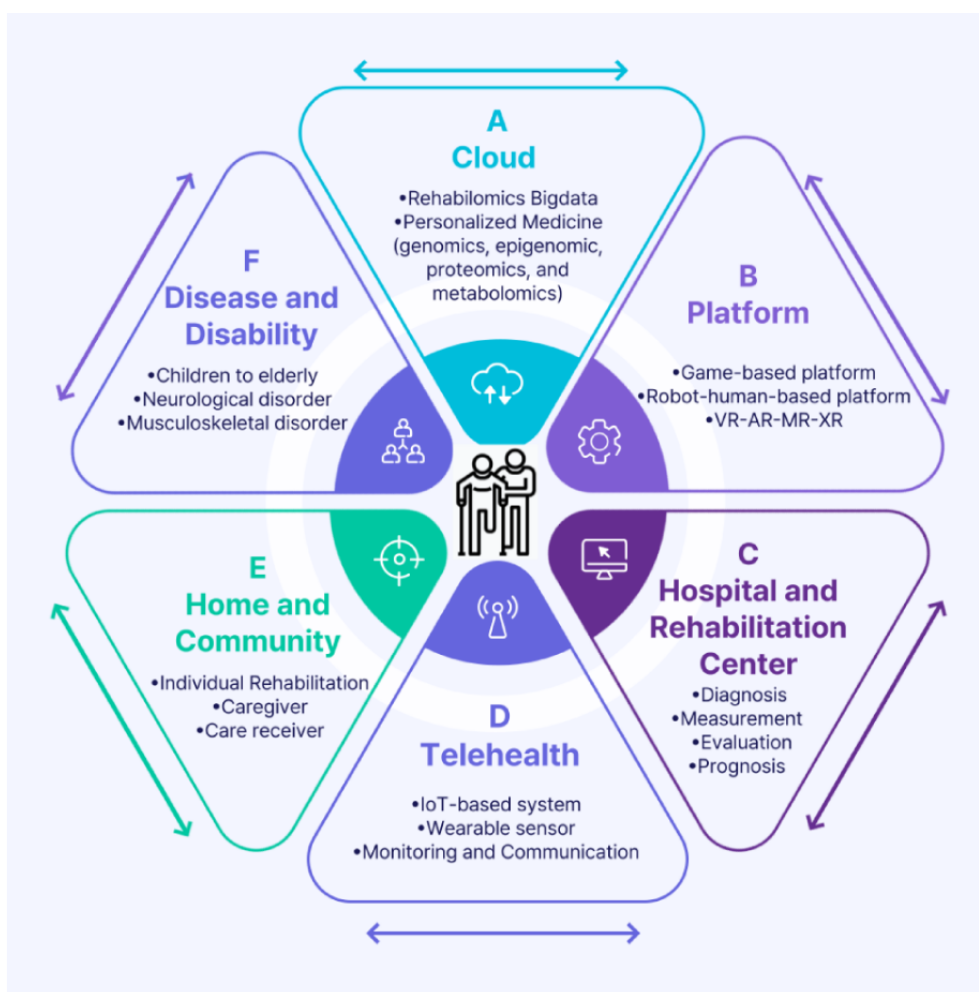 A
Cloud
•Rehabilomics Bigdata
•Personalized Medicine
(genomics, epigenomic,
proteomics, and
metabolomics)
B
Platform
•Game-based platform
•Robot-human-based platform
•VR-AR-MR-XR
C
Hospital and
Rehabilitation
Center
•Diagnosis
•Measurement
•Evaluation
•Prognosis
D
Telehealth
•IoT-based system
•Wearable sensor
•Monitoring and Communication
E
Home and
Community
•Individual Rehabilitation
•Caregiver
•Care receiver
F
Disease and
Disability
•Children to elderly
•Neurological disorder
•Musculoskeletal disorder